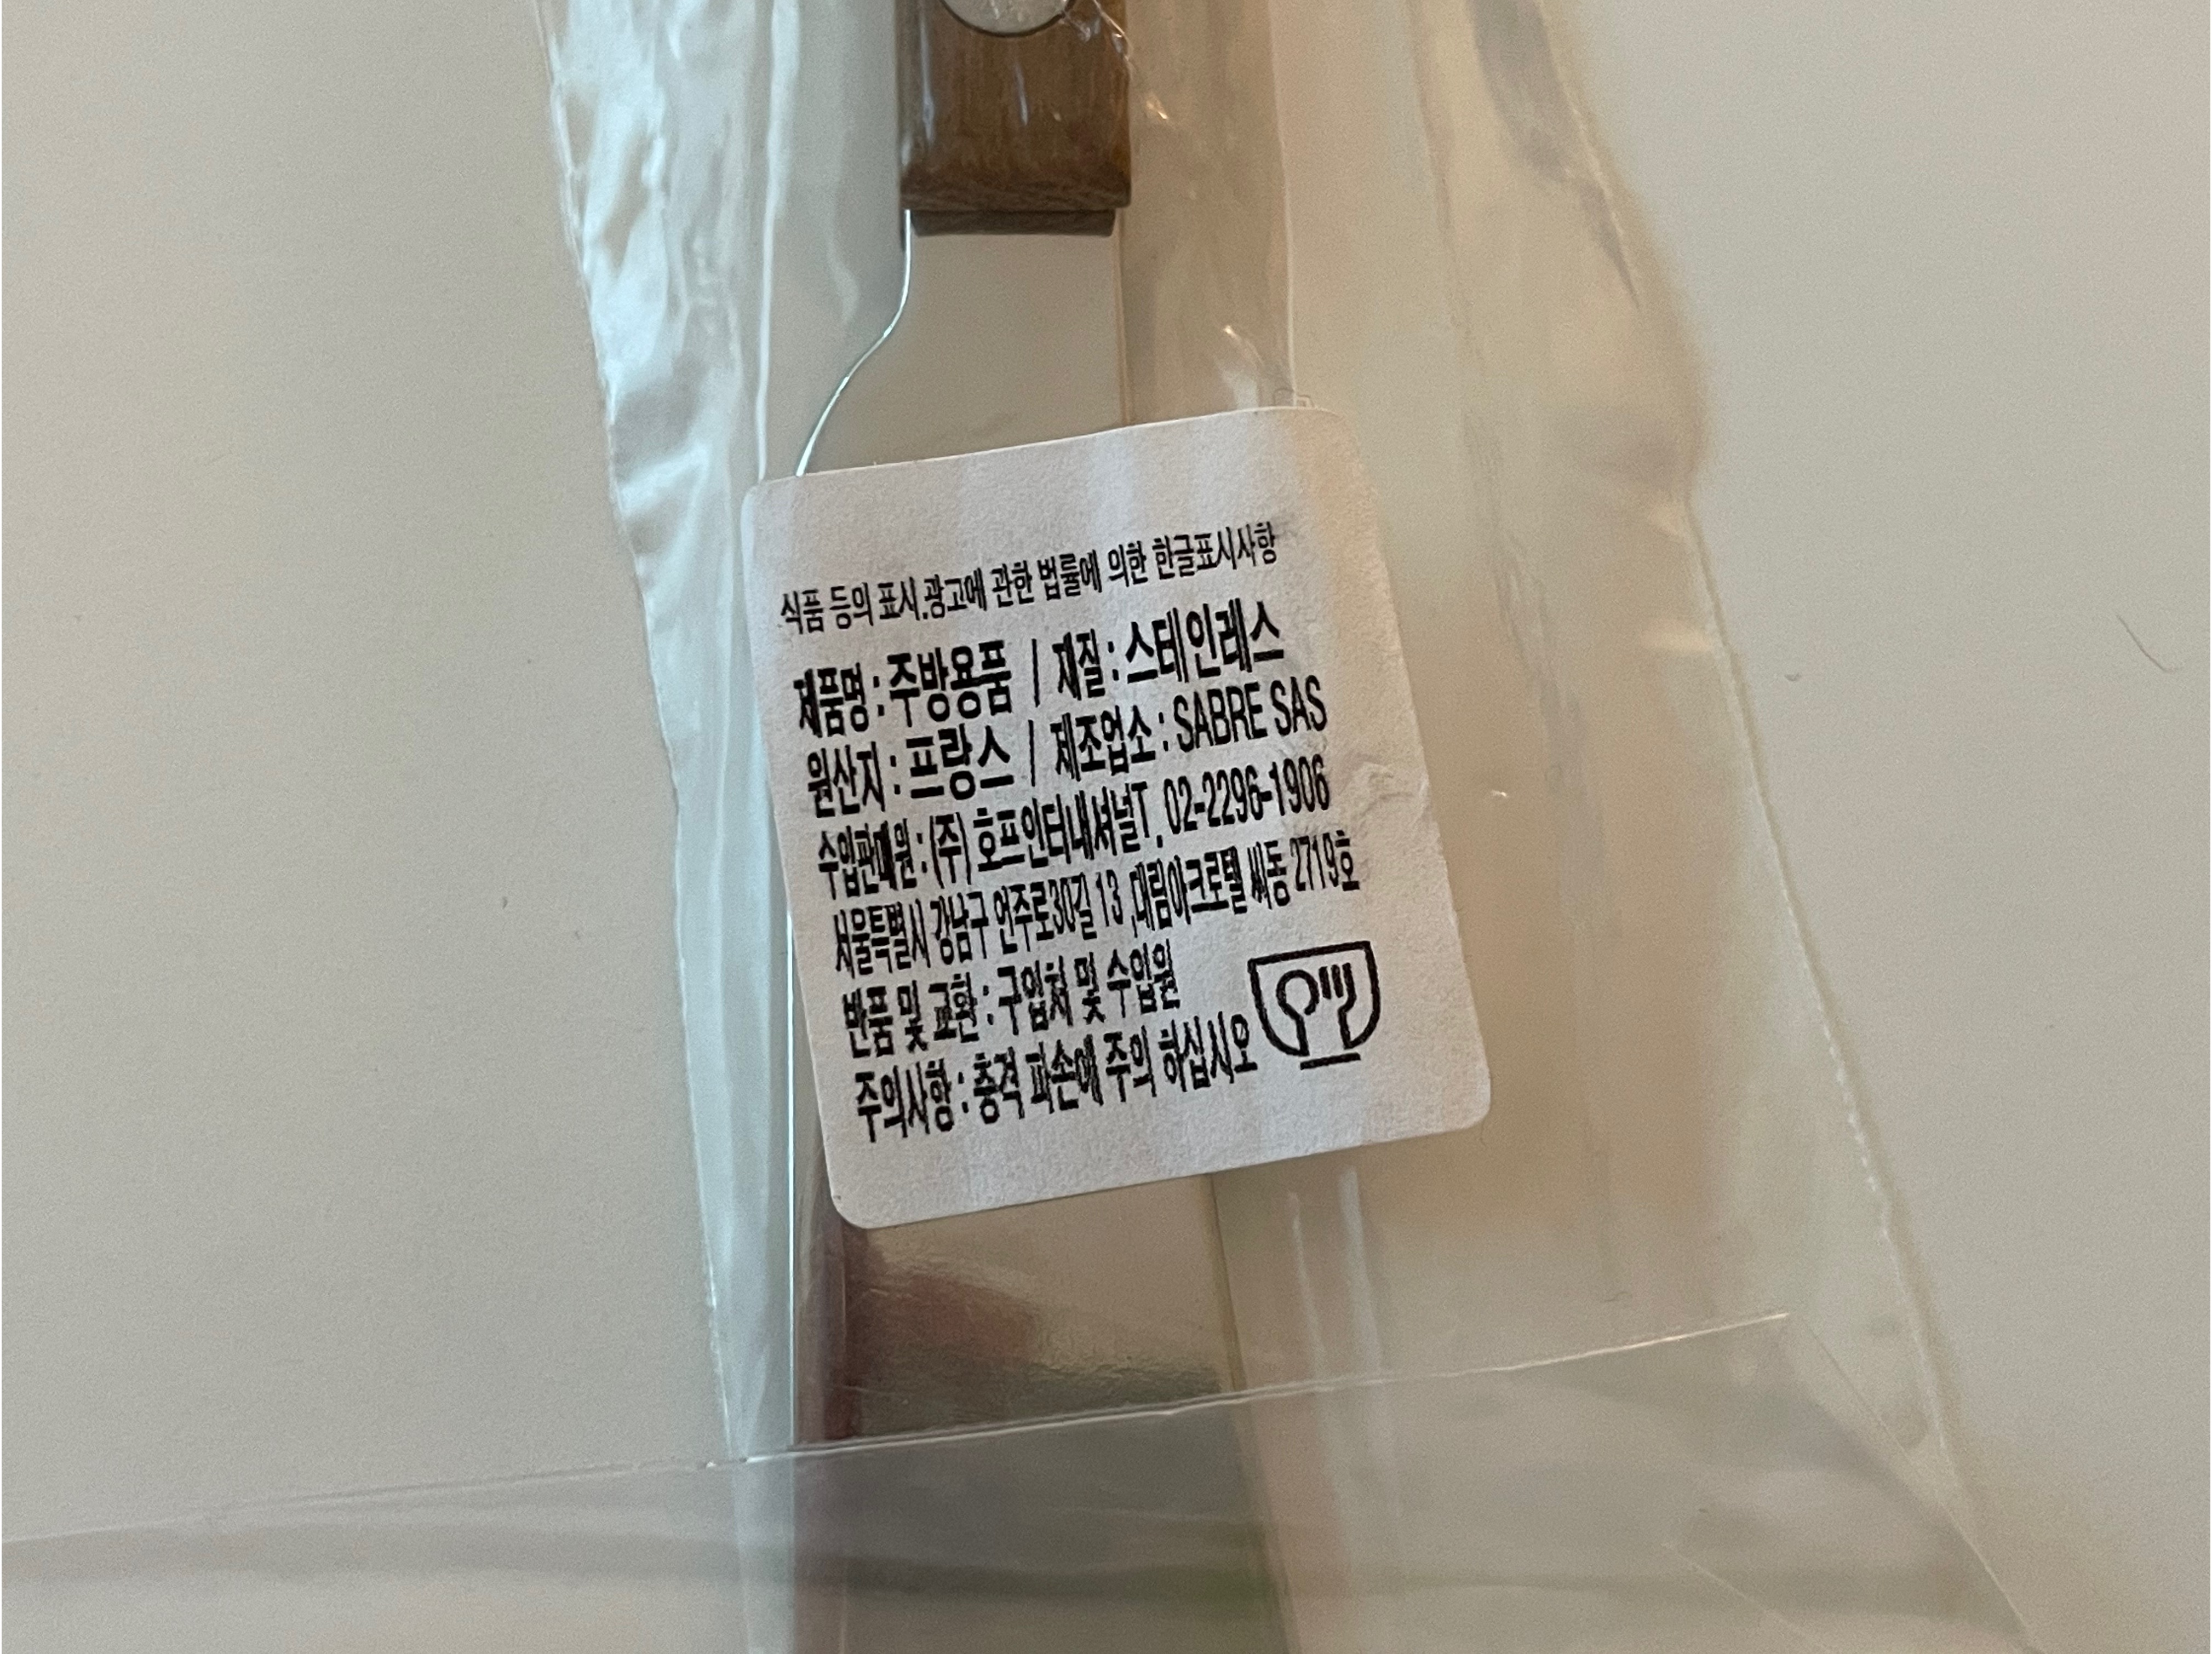 식품 등의 표시.광고에 관한 법률에 의한 한글표시사항
제품명 : 주방용품 / 재질 : 스테인레스
원산지 : 프랑스 / 제조업소 : SABRE SAS
수입판매원 : (주) 호프인터내셔널T. 02-2296-1906
서울특별시 강남구 언주로30길 13 ,대림아크로텔 씨동 2719호
반품 및 교환 : 구입처 및 수입원
주의사항 : 충격 파손에 주의 하십시오